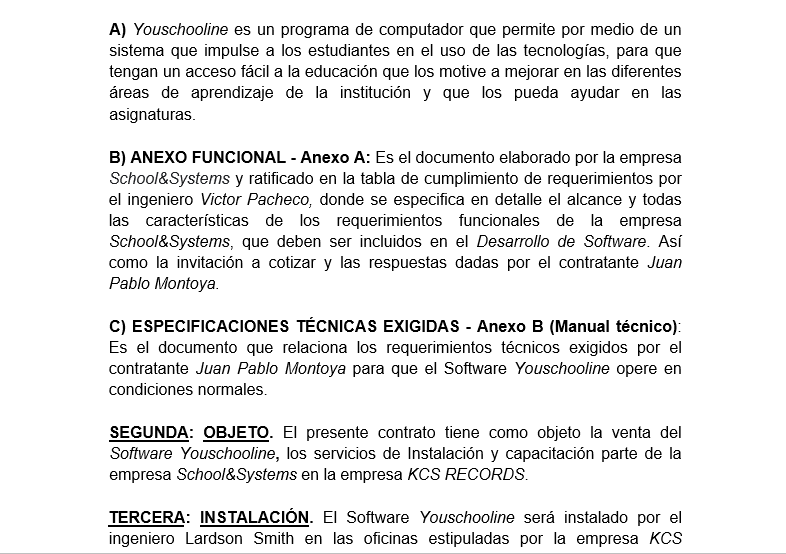 A) Youschooline es un programa de computador que permite por medio de un
sistema que impulse a los estudiantes en el uso de las tecnologías, para que
tengan un acceso fácil a la educación que los motive a mejorar en las diferentes
áreas de aprendizaje de la institución y que los pueda ayudar en las
asignaturas.
B) ANEXO FUNCIONAL - Anexo A: Es el documento elaborado por la empresa
School&Systems y ratificado en la tabla de cumplimiento de requerimientos por
el ingeniero Victor Pacheco, donde se especifica en detalle el alcance y todas
las características de los requerimientos funcionales de la empresa
School&Systems, que deben ser incluidos en el Desarrollo de Software. Así
como la invitación a cotizar y las respuestas dadas por el contratante Juan
Pablo Montoya.
C) ESPECIFICACIONES TÉCNICAS EXIGIDAS - Anexo B (Manual técnico):
Es el documento que relaciona los requerimientos técnicos exigidos por el
contratante Juan Pablo Montoya para que el Software Youschooline opere en
condiciones normales.
SEGUNDA: OBJETO. El presente contrato tiene como objeto la venta del
Software Youschooline, los servicios de Instalación y capacitación parte de la
empresa School&Systems en la empresa KCS RECORDS.
TERCERA: INSTALACIÓN. El Software Youschooline será instalado por el
ingeniero Lardson Smith en las oficinas estipuladas por la empresa KCS